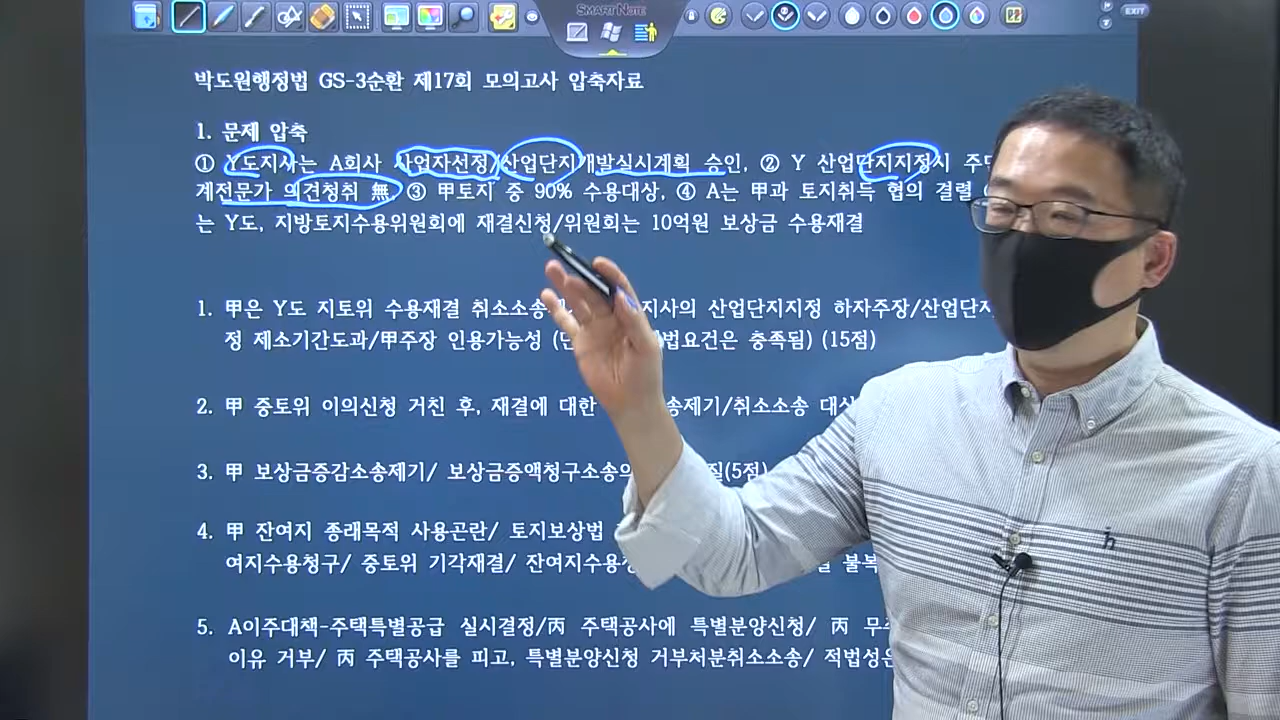 SMART NOTE
EXIT
박도원행정법 GS-3순환 제17회 모의고사 압축자료
1. 문제 압축
① Y도지사는 A회사 사업자선정/산업단지개발실시계획 승인, ② Y 산업단지지정시
계전문가 의견청취 無, ③ 甲토지 중 90% 수용대상, ④ A는 甲과 토지취득 협의 결렬
는 Y도, 지방토지수용위원회에 재결신청/위원회는 10억원 보상금 수용재결
1. 甲은 Y도 지토위 수용재결 취소소송 지사의 산업단지지정 하자주장/산업단지
정 제소기간도과/甲주장 인용가능성 법요건은 충족됨) (15점)
2. 甲 중토위 이의신청 거친 후, 재결에 대한 송제기/취소소송 대상
3. 甲 보상금증감소송제기/ 보상금증액청구소송의 질(5점)
4. 甲 잔여지 종래목적 사용곤란/ 토지보상법
여지수용청구/ 중토위 기각재결/ 잔여지수용청 불복
5. A이주대책-주택특별공급 실시결정/丙 주택공사에 특별분양신청/ 丙 무주
이유 거부/ 丙 주택공사를 피고, 특별분양신청 거부처분취소소송/ 적법성은